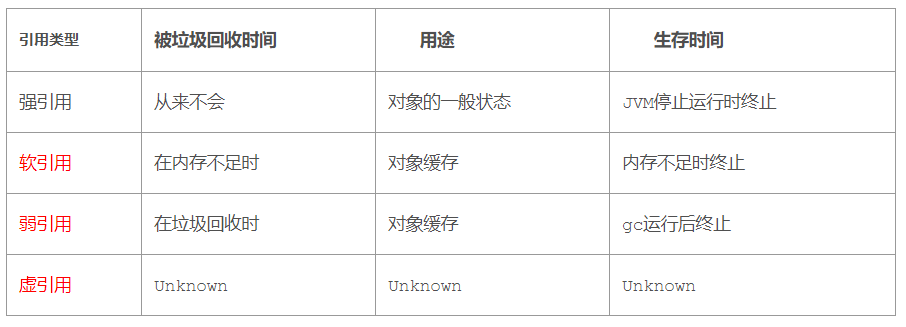 引用类型 被垃圾回收时间 用途 生存时间
强引用 从来不会 对象的一般状态 JVM停止运行时终止
软引用 在内存不足时 对象缓存 内存不足时终止
弱引用 在垃圾回收时 对象缓存 gc运行后终止
虚引用 Unknown Unknown Unknown